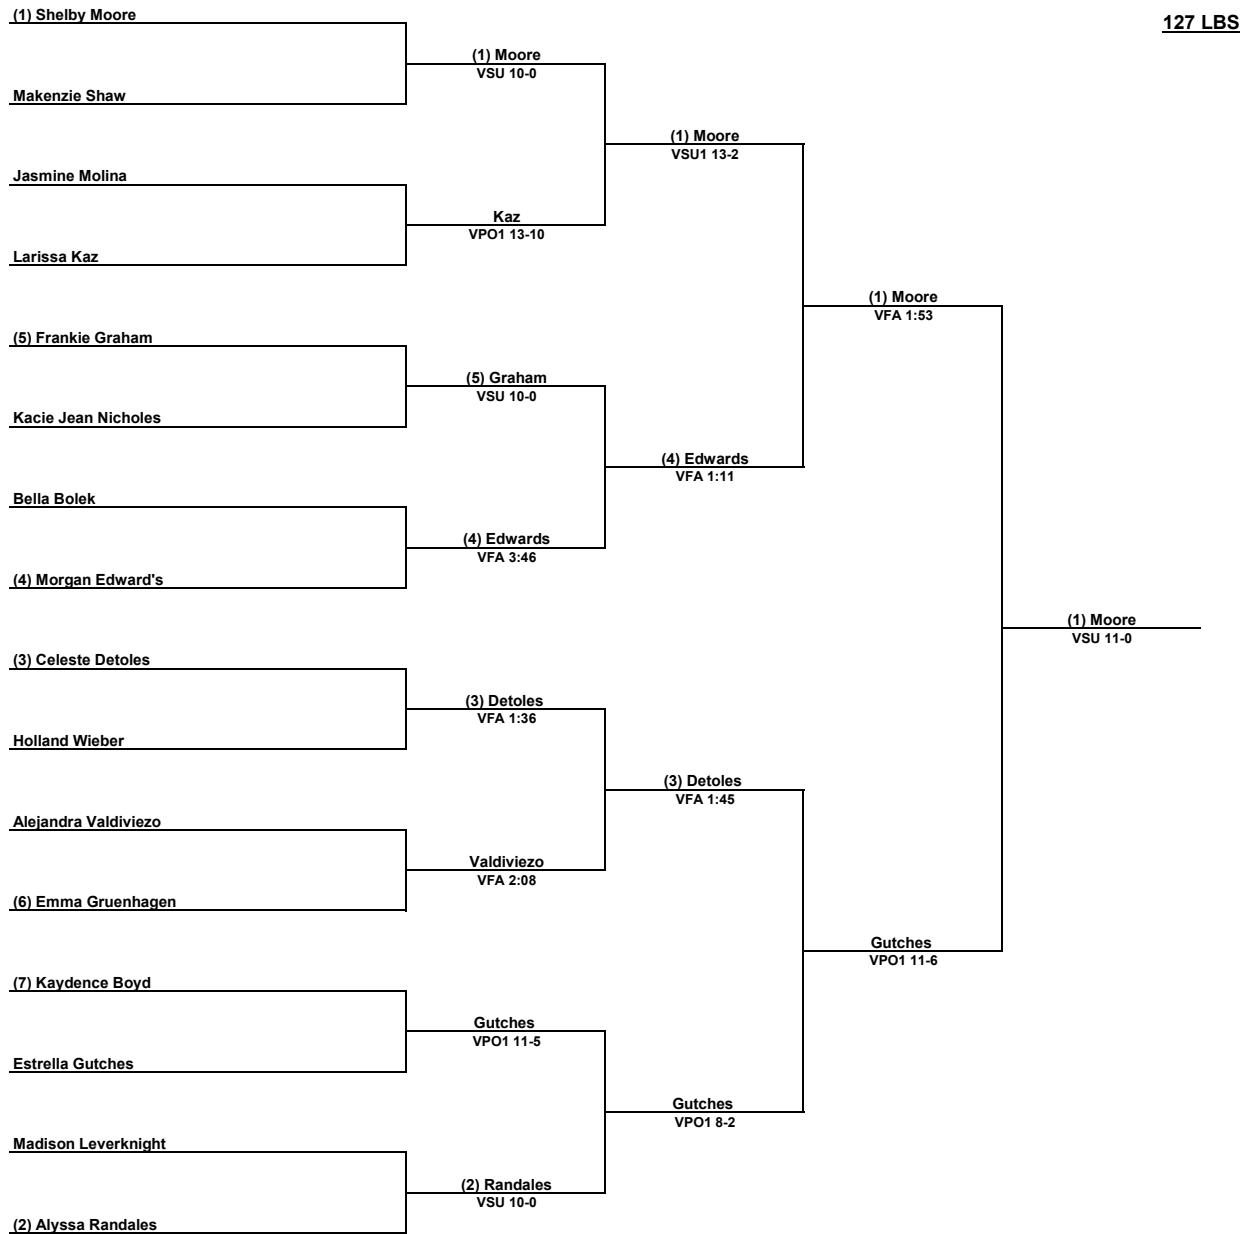 (1) Shelby Moore
127 LBS
(1) Moore
VSU 10-0
Makenzie Shaw
(1) Moore
VSU1 13-2
Jasmine Molina
Kaz
VPO1 13-10
Larissa Kaz
(1) Moore
VFA 1:53
(5) Frankie Graham
(5) Graham
VSU 10-0
Kacie Jean Nicholes
(4) Edwards
VFA 1:11
Bella Bolek
(4) Edwards
VFA 3:46
(4) Morgan Edward's
(1) Moore
VSU 11-0
(3) Celeste Detoles
(3) Detoles
VFA 1:36
Holland Wieber
(3) Detoles
VFA 1:45
Alejandra Valdiviezo
Valdiviezo
VFA 2:08
(6) Emma Gruenhagen
Gutches
VPO1 11-6
(7) Kaydence Boyd
Gutches
VPO1 11-5
Estrella Gutches
Gutches
VPO1 8-2
Madison Leverknight
(2) Randales
VSU 10-0
(2) Alyssa Randales